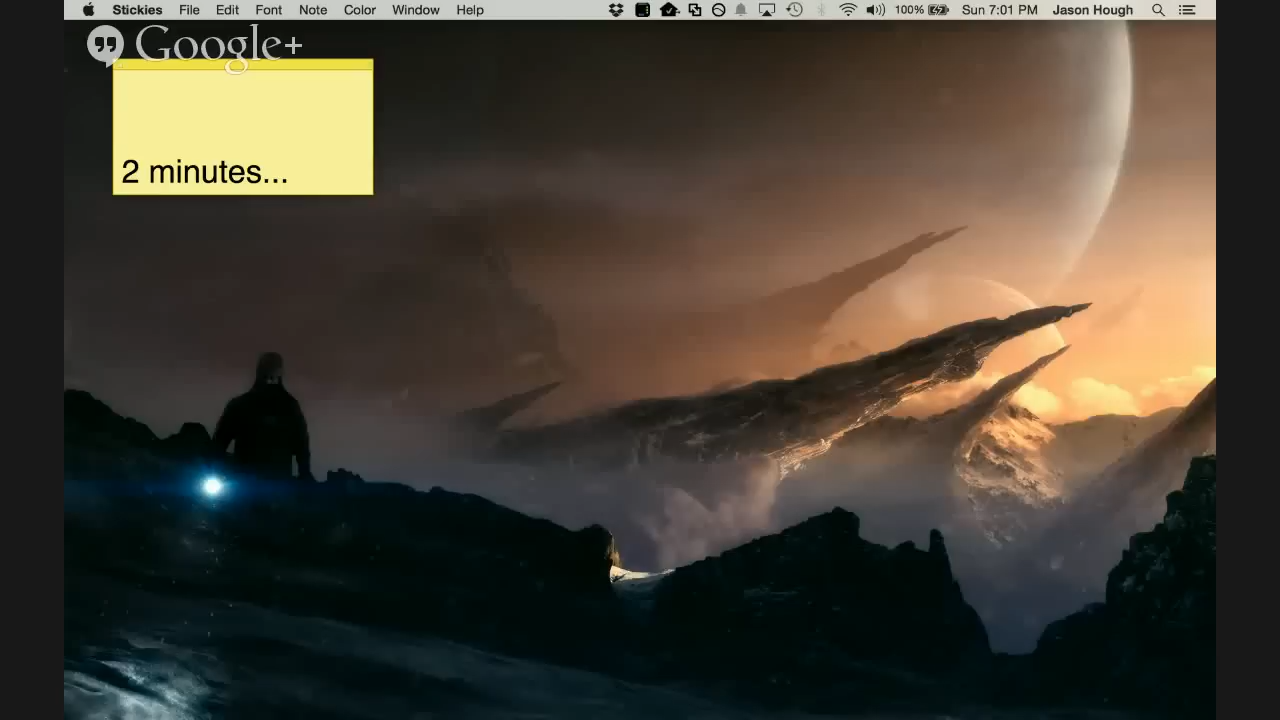 Stickies File Edit Font Note Color Window Help 100% Sun 7:01 PM Jason Hough
Google+
2 minutes...